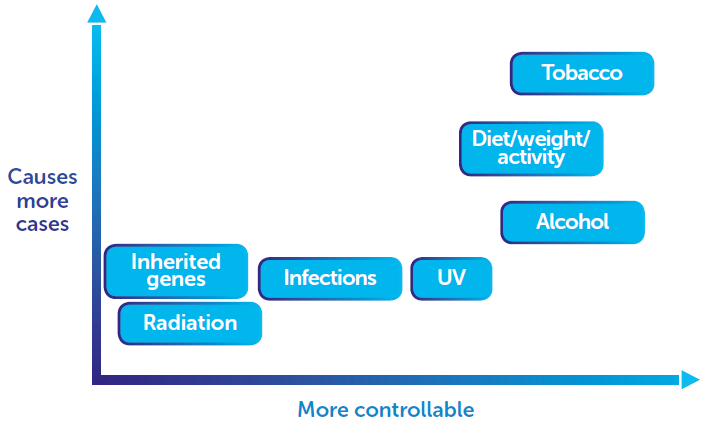 Tobacco
Diet/weight/
activity
Causes
more
cases
Alcohol
Inherited
genes
Infections
UV
Radiation
More controllable